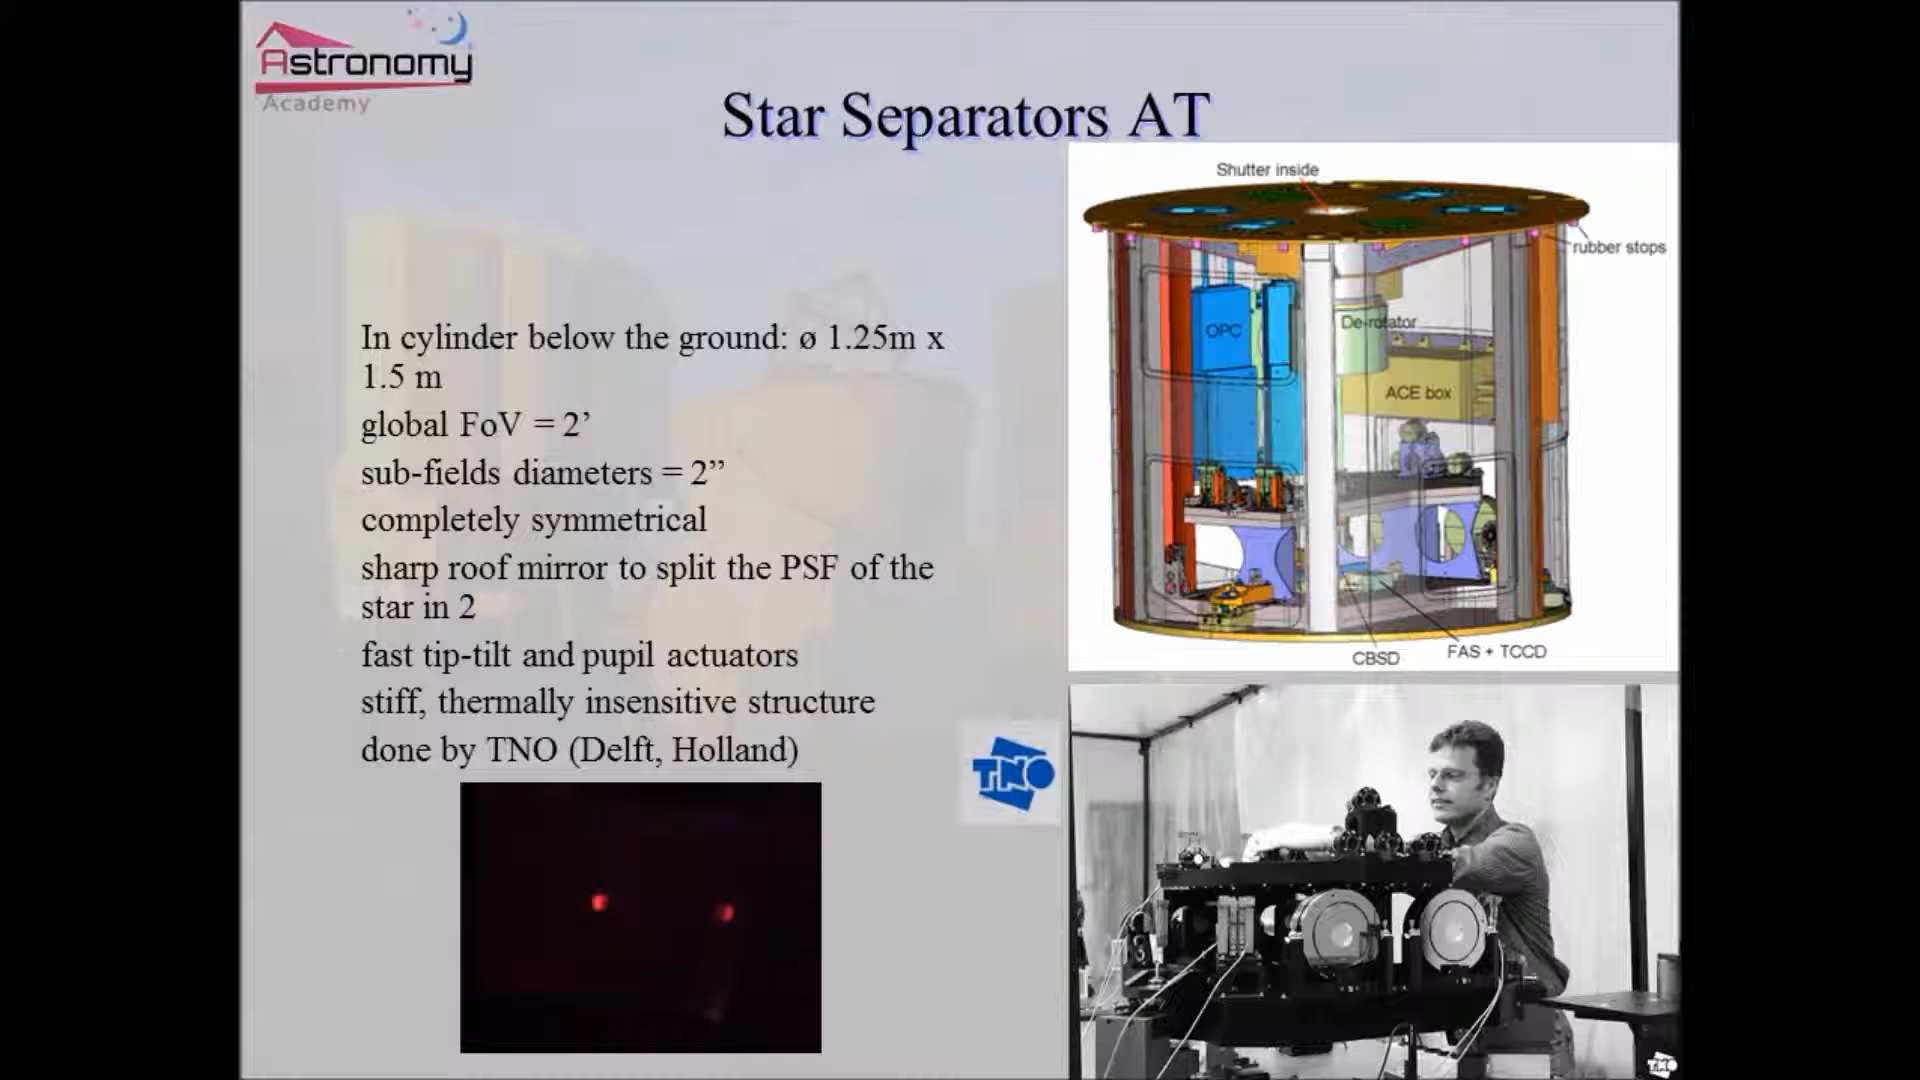 Astronomy
Academy
Star Separators AT
In cylinder below the ground: ø 1.25m x
1.5 m
global FoV = 2’
sub-fields diameters = 2”
completely symmetrical
sharp roof mirror to split the PSF of the
star in 2
fast tip-tilt and pupil actuators
stiff, thermally insensitive structure
done by TNO (Delft, Holland)
Shutter inside
rubber stops
OPC
De-rotator
ACE box
CBSD
FAS + TCCD
TNO